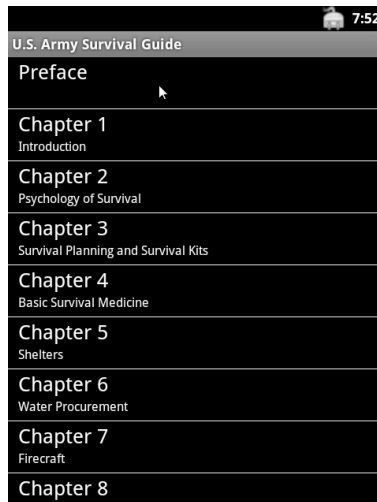 7:52
U.S. Army Survival Guide
Preface
Chapter 1
Introduction
Chapter 2
Psychology of Survival
Chapter 3
Survival Planning and Survival Kits
Chapter 4
Basic Survival Medicine
Chapter 5
Shelters
Chapter 6
Water Procurement
Chapter 7
Firecraft
Chapter 8